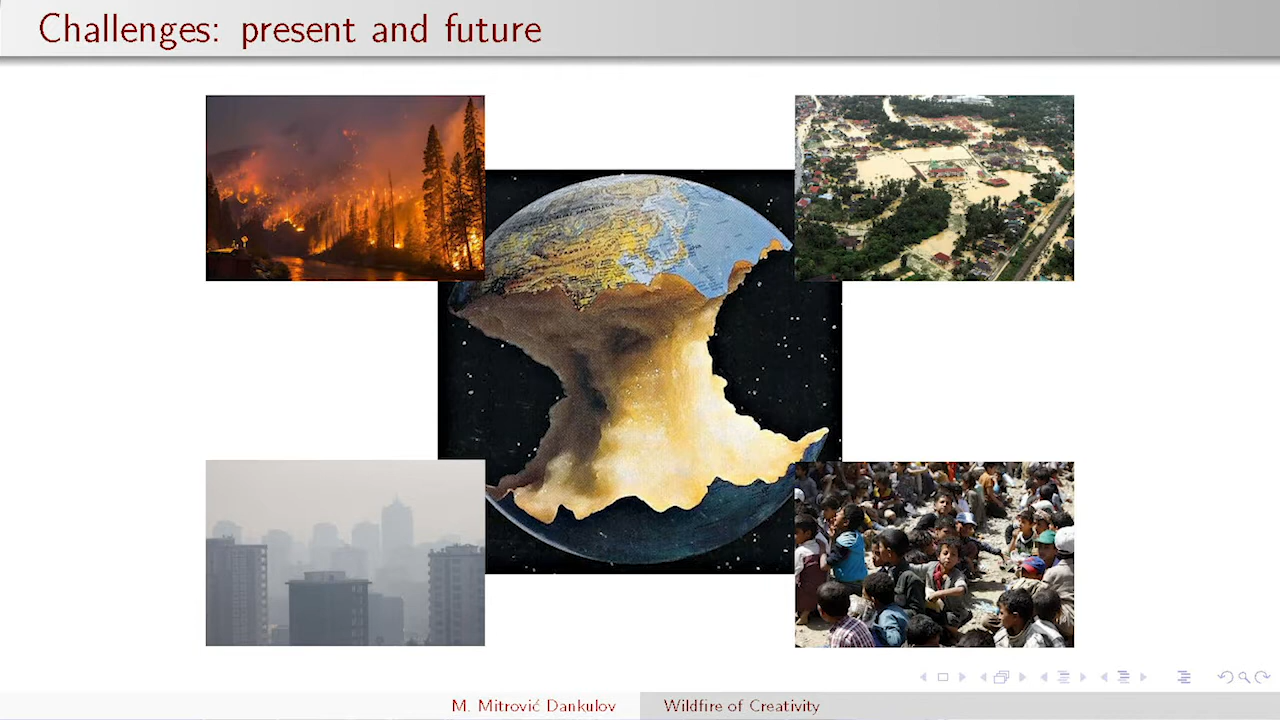 Challenges: present and future
M. Mitrović Dankulov
Wildfire of Creativity